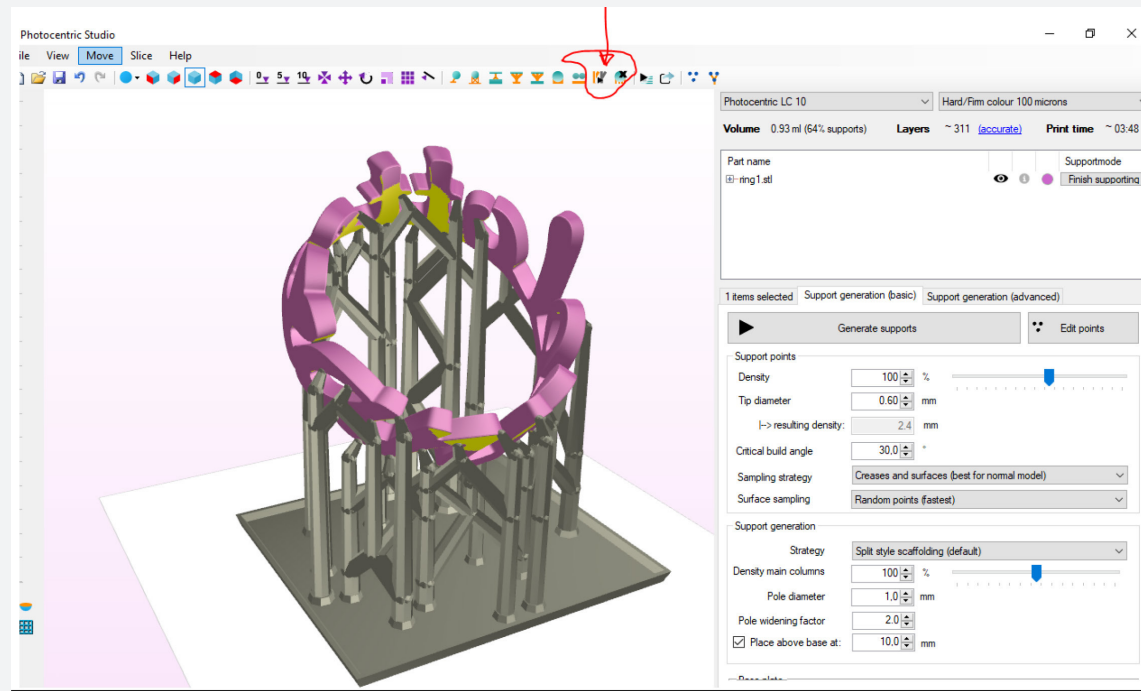 Photocentric Studio
ile View Move Slice Help
0 5 10
Photocentric LC 10 Hard/Firm colour 100 microns
Volume 0.93 ml (64% supports) Layers ~ 311 (accurate) Print time ~ 03:48
Part name Supportmode
ring1.stl Finish supporting
1 items selected Support generation (basic) Support generation (advanced)
Generate supports Edit points
Support points
Density 100 %
Tip diameter 0.60 mm
|-> resulting density: 2.4 mm
Critical build angle 30,0 °
Sampling strategy Creases and surfaces (best for normal model)
Surface sampling Random points (fastest)
Support generation
Strategy Split style scaffolding (default)
Density main columns 100 %
Pole diameter 1,0 mm
Pole widening factor 2.0
Place above base at: 10,0 mm